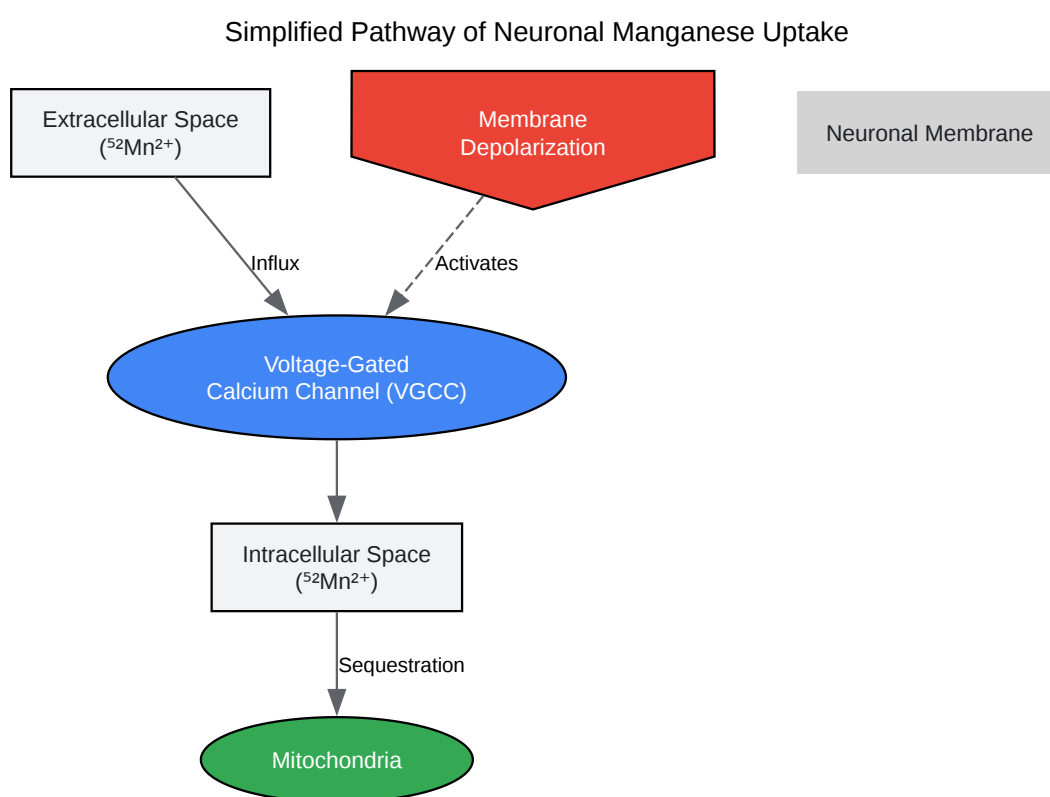 Simplified Pathway of Neuronal Manganese Uptake
Extracellular Space
(⁵²Mn²⁺)
Membrane
Depolarization
Neuronal Membrane
Influx
Activates
Voltage-Gated
Calcium Channel (VGCC)
Intracellular Space
(⁵²Mn²⁺)
Sequestration
Mitochondria